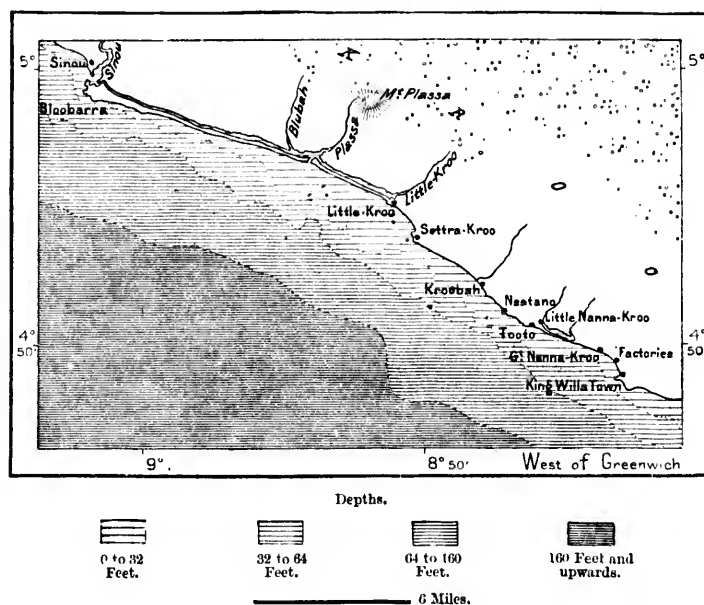 5°
5°
Sinou
Sinou
Bloobarra
Blubah
Plassa
Mt Plassa
A
K
Little-Kroo
Little-Kroo
Settra-Kroo
O
O
Kroobah
Nastano
Little Nanna-Kroo
Tooto
4°
50'
4°
50'
Gt Nanna-Kroo
Factories
King Willa Town
9°.
8° 50'
West of Greenwich
Depths.
0 to 32
Feet.
32 to 64
Feet.
64 to 160
Feet.
160 Feet and
upwards.
6 Miles.